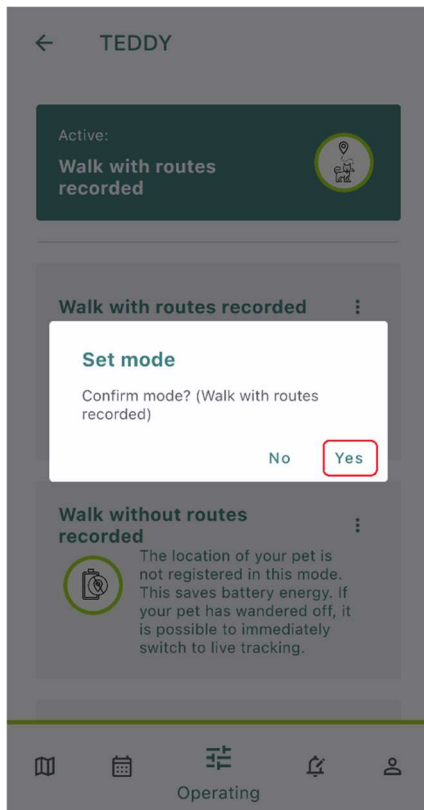 TEDDY
Active:
Walk with routes
recorded
Walk with routes recorded
Set mode
Confirm mode? (Walk with routes
recorded)
No
Yes
Walk without routes
recorded
The location of your pet is
not registered in this mode.
This saves battery energy. If
your pet has wandered off, it
is possible to immediately
switch to live tracking.
Operating